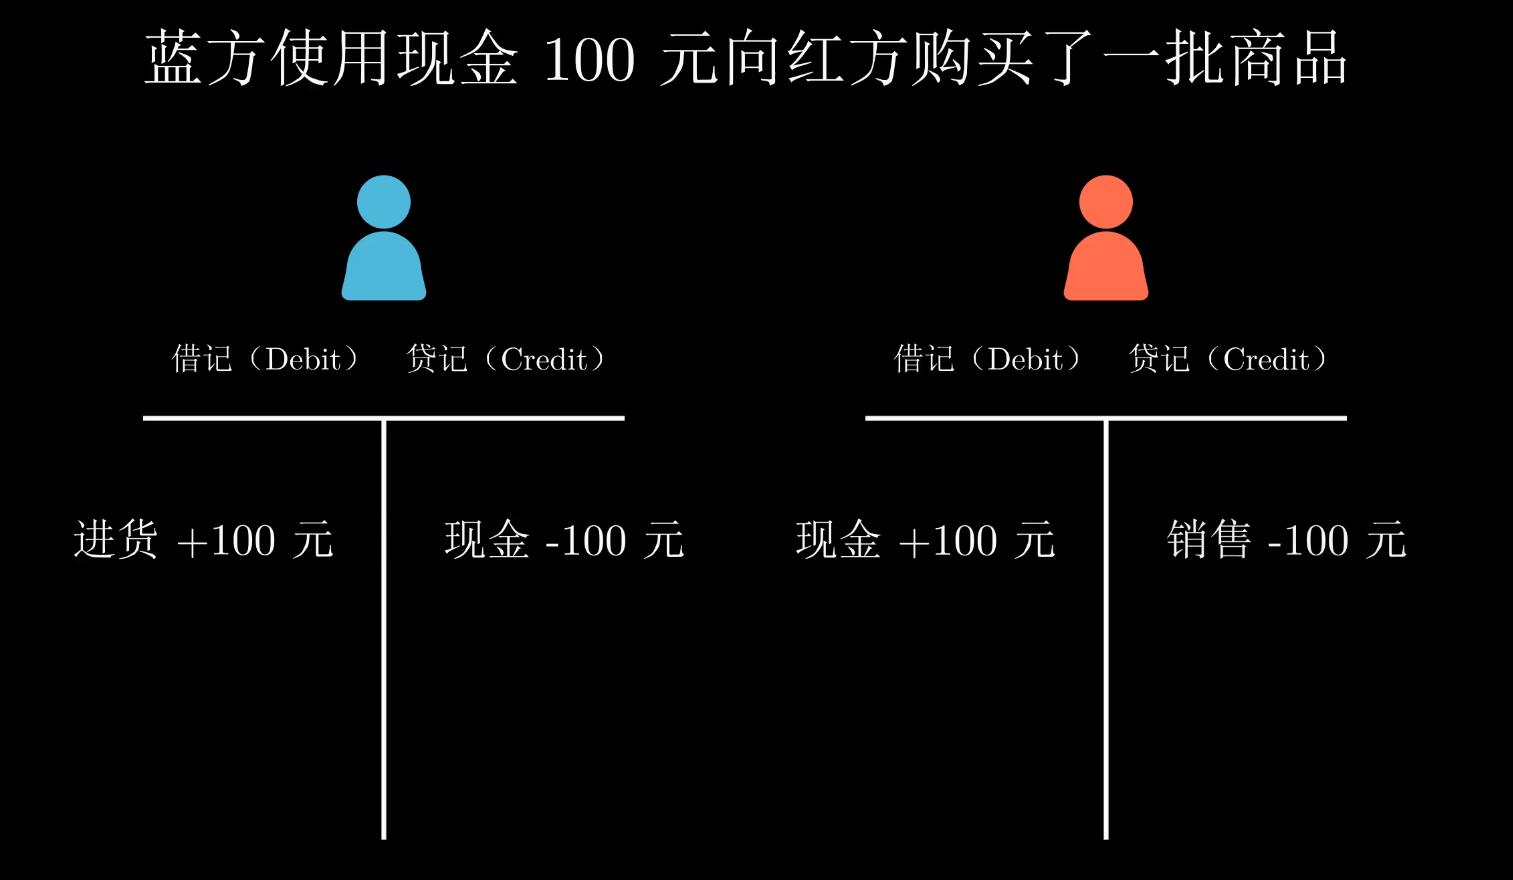 蓝方使用现金 100 元向红方购买了一批商品
借记（Debit） 贷记（Credit） 借记（Debit） 贷记（Credit）
进货 +100 元 现金 -100 元 现金 +100 元 销售 -100 元